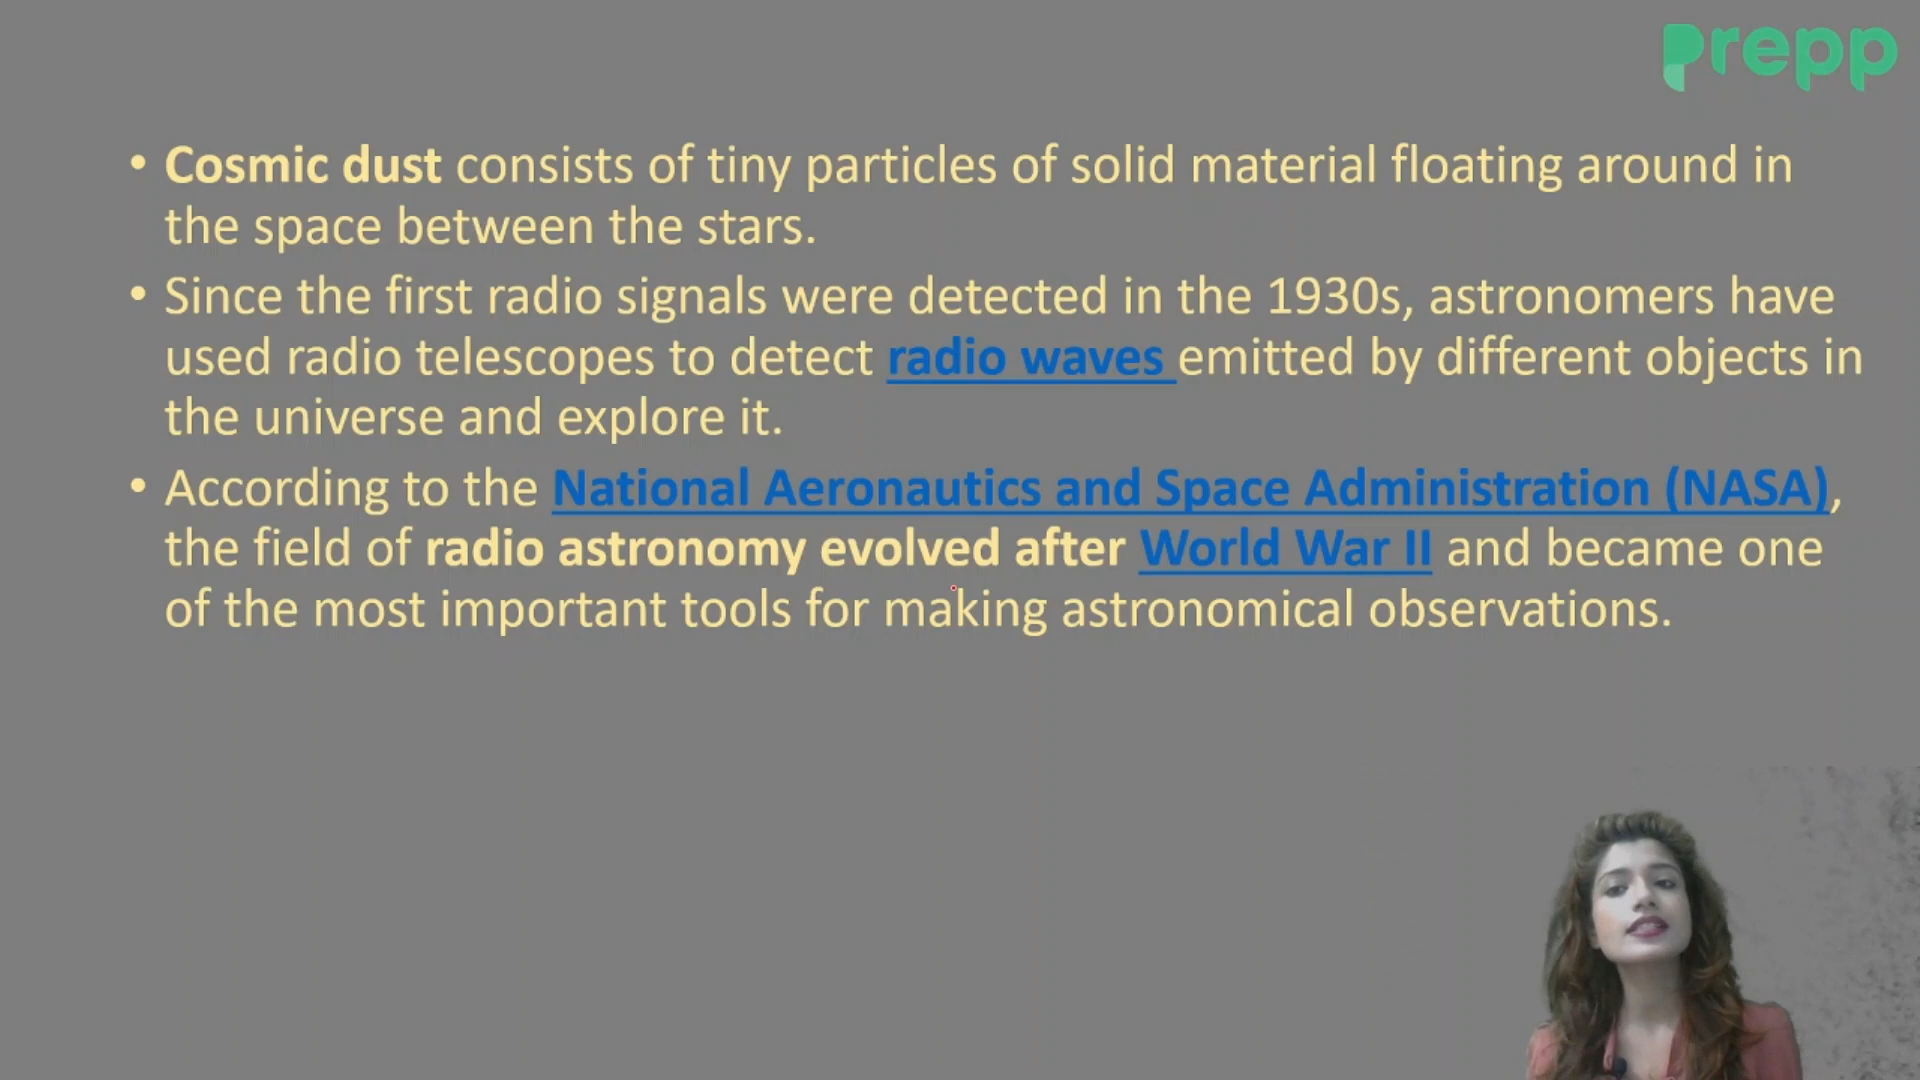 Prepp
• Cosmic dust consists of tiny particles of solid material floating around in
the space between the stars.
• Since the first radio signals were detected in the 1930s, astronomers have
used radio telescopes to detect radio waves emitted by different objects in
the universe and explore it.
• According to the National Aeronautics and Space Administration (NASA),
the field of radio astronomy evolved after World War II and became one
of the most important tools for making astronomical observations.